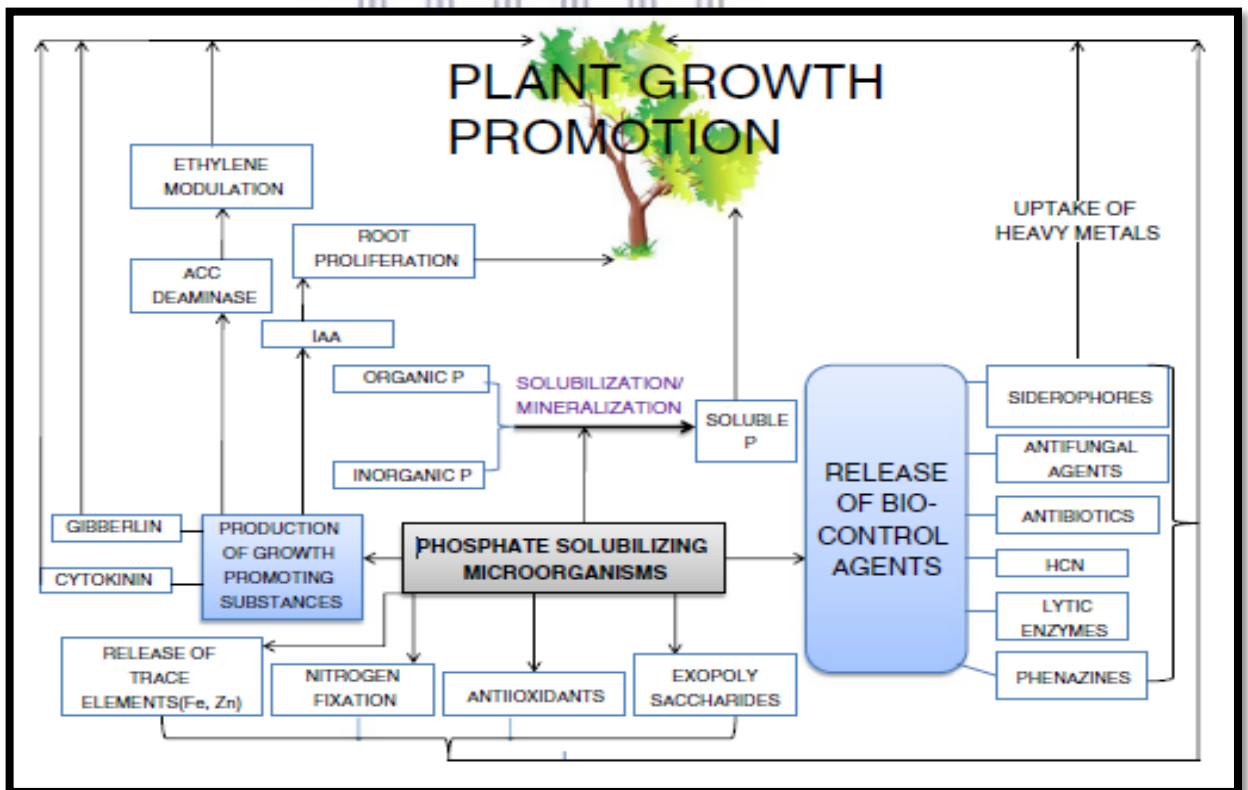 PLANT GROWTH
PROMOTION
ETHYLENE
MODULATION
UPTAKE OF
HEAVY METALS
ROOT
PROLIFERATION
ACC
DEAMINASE
IAA
ORGANIC P
SOLUBILIZATION/
MINERALIZATION
SOLUBLE
P
INORGANIC P
RELEASE
OF BIO-
CONTROL
AGENTS
SIDEROPHORES
ANTIFUNGAL
AGENTS
ANTIBIOTICS
HCN
LYTIC
ENZYMES
PHENAZINES
GIBBERLIN
CYTOKININ
PRODUCTION
OF GROWTH
PROMOTING
SUBSTANCES
PHOSPHATE SOLUBILIZING
MICROORGANISMS
RELEASE OF
TRACE
ELEMENTS(Fe, Zn)
NITROGEN
FIXATION
ANTIIOXIDANTS
EXOPOLY
SACCHARIDES